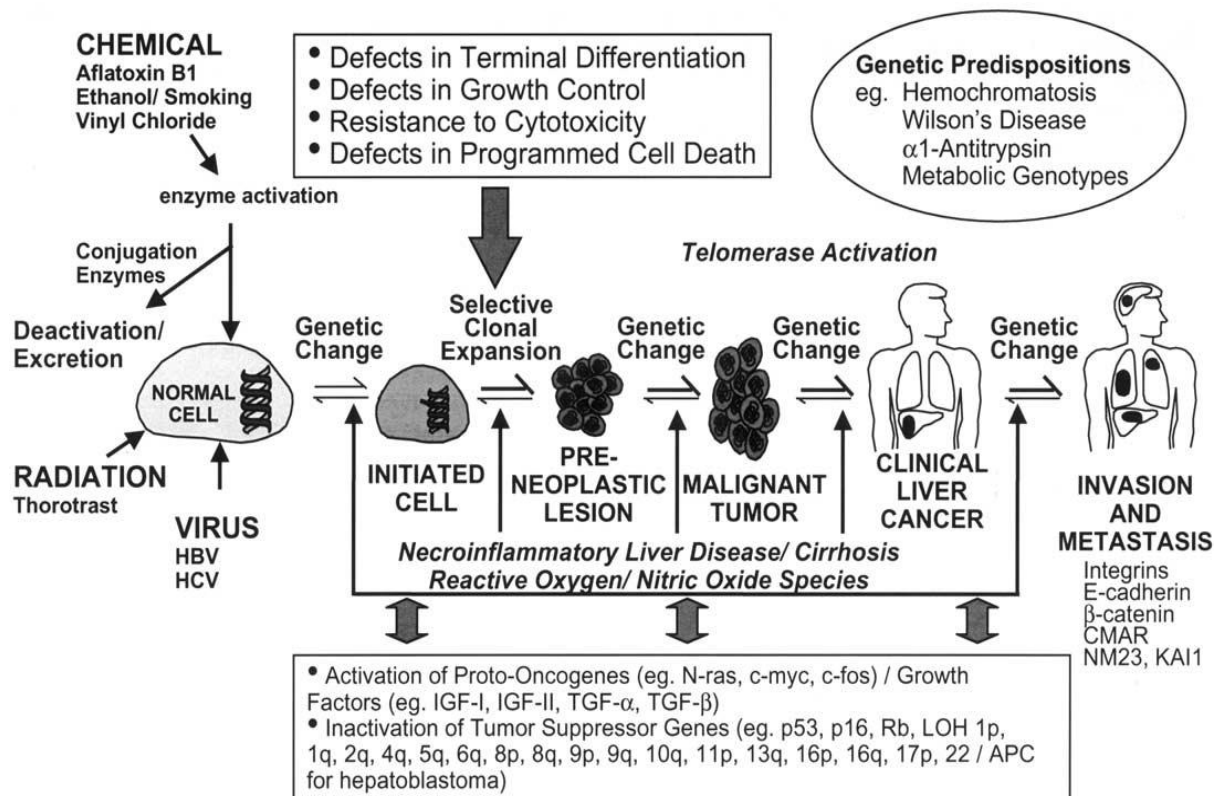 CHEMICAL
Aflatoxin B1
Ethanol/ Smoking
Vinyl Chloride
enzyme activation
Conjugation
Enzymes
Deactivation/
Excretion
• Defects in Terminal Differentiation
• Defects in Growth Control
• Resistance to Cytotoxicity
• Defects in Programmed Cell Death
Genetic Predispositions
eg. Hemochromatosis
Wilson's Disease
α1-Antitrypsin
Metabolic Genotypes
Telomerase Activation
NORMAL
CELL
Genetic
Change
Selective
Clonal
Expansion
Genetic
Change
Genetic
Change
Genetic
Change
RADIATION
Thorotrast
VIRUS
HBV
HCV
INITIATED
CELL
PRE-
NEOPLASTIC
LESION
MALIGNANT
TUMOR
CLINICAL
LIVER
CANCER
INVASION
AND
METASTASIS
Integrins
E-cadherin
β-catenin
CMAR
NM23, KAI1
Necroinflammatory Liver Disease/ Cirrhosis
Reactive Oxygen/ Nitric Oxide Species
• Activation of Proto-Oncogenes (eg. N-ras, c-myc, c-fos) / Growth
Factors (eg. IGF-I, IGF-II, TGF-α, TGF-β)
• Inactivation of Tumor Suppressor Genes (eg. p53, p16, Rb, LOH 1p,
1q, 2q, 4q, 5q, 6q, 8p, 8q, 9p, 9q, 10q, 11p, 13q, 16p, 16q, 17p, 22 / APC
for hepatoblastoma)